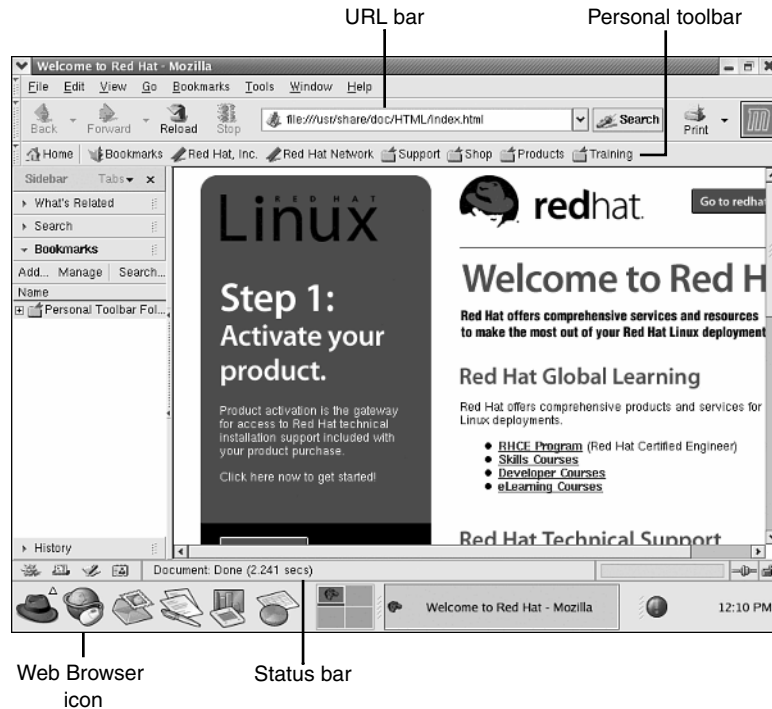 URL bar
Personal toolbar
Welcome to Red Hat - Mozilla
File Edit View Go Bookmarks Tools Window Help
Back Forward Reload Stop file:///usr/share/doc/HTML/index.html Search Print
Home Bookmarks Red Hat, Inc. Red Hat Network Support Shop Products Training
Sidebar Tabs x
What's Related
Search
Bookmarks
Add... Manage Search...
Name
Personal Toolbar Fol...
History
RED HAT
Linux
Step 1:
Activate your
product.
Product activation is the gateway
for access to Red Hat technical
installation support included with
your product purchase.
Click here now to get started!
redhat.
Go to redha
Welcome to Red H
Red Hat offers comprehensive services and resources
to make the most out of your Red Hat Linux deployment
Red Hat Global Learning
Red Hat offers comprehensive products and services for
Linux deployments.
RHCE Program (Red Hat Certified Engineer)
Skills Courses
Developer Courses
eLearning Courses
Red Hat Technical Support
Document: Done (2.241 secs)
Welcome to Red Hat - Mozilla
12:10 PM
Web Browser
icon
Status bar